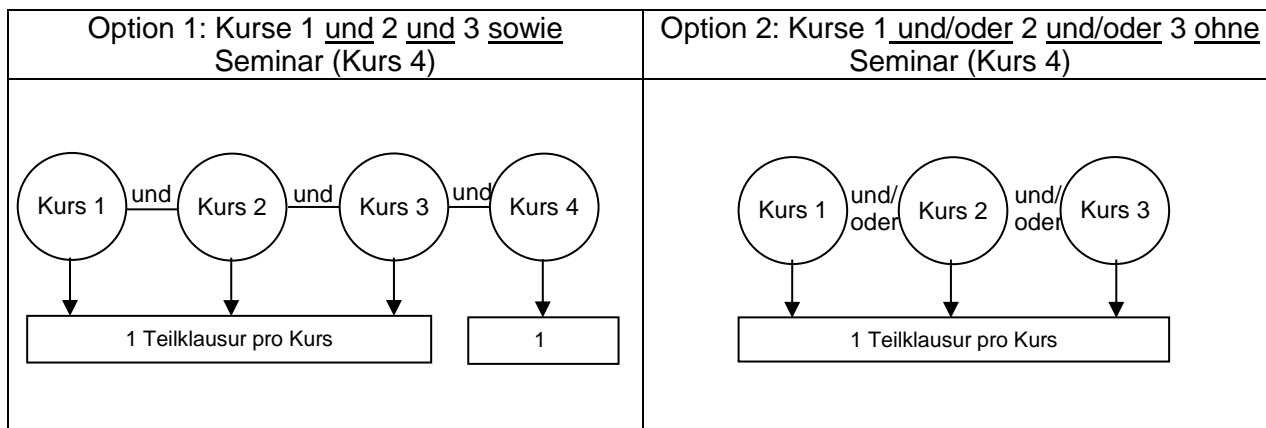 Option 1: Kurse 1 und 2 und 3 sowie
Seminar (Kurs 4)
Option 2: Kurse 1 und/oder 2 und/oder 3 ohne
Seminar (Kurs 4)
Kurs 1 und Kurs 2 und Kurs 3 und Kurs 4
1 Teilklausur pro Kurs
1
Kurs 1 und/
oder Kurs 2 und/
oder Kurs 3
1 Teilklausur pro Kurs